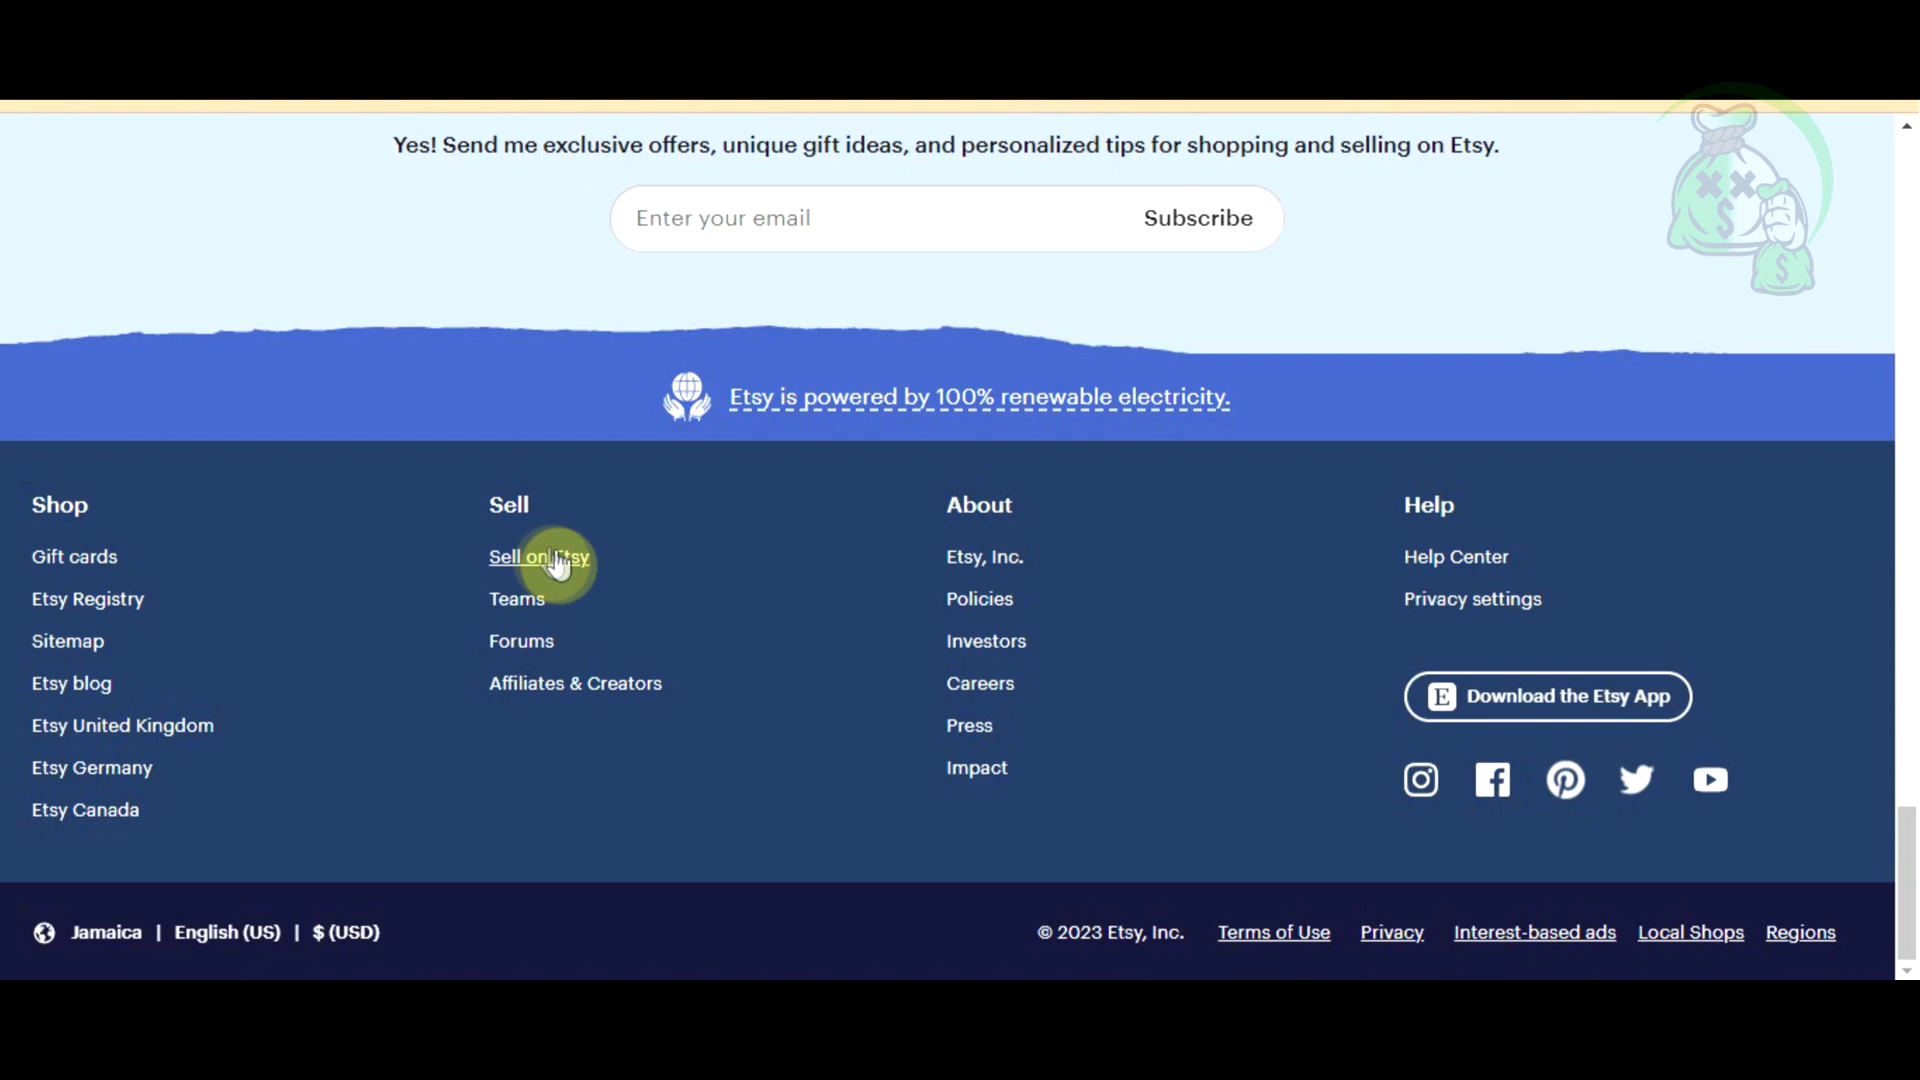 Yes! Send me exclusive offers, unique gift ideas, and personalized tips for shopping and selling on Etsy.
Enter your email
Subscribe
Etsy is powered by 100% renewable electricity.
Shop
Gift cards
Etsy Registry
Sitemap
Etsy blog
Etsy United Kingdom
Etsy Germany
Etsy Canada
Sell
Sell on Etsy
Teams
Forums
Affiliates & Creators
About
Etsy, Inc.
Policies
Investors
Careers
Press
Impact
Help
Help Center
Privacy settings
E Download the Etsy App
Jamaica | English (US) | $ (USD)
© 2023 Etsy, Inc. Terms of Use Privacy Interest-based ads Local Shops Regions